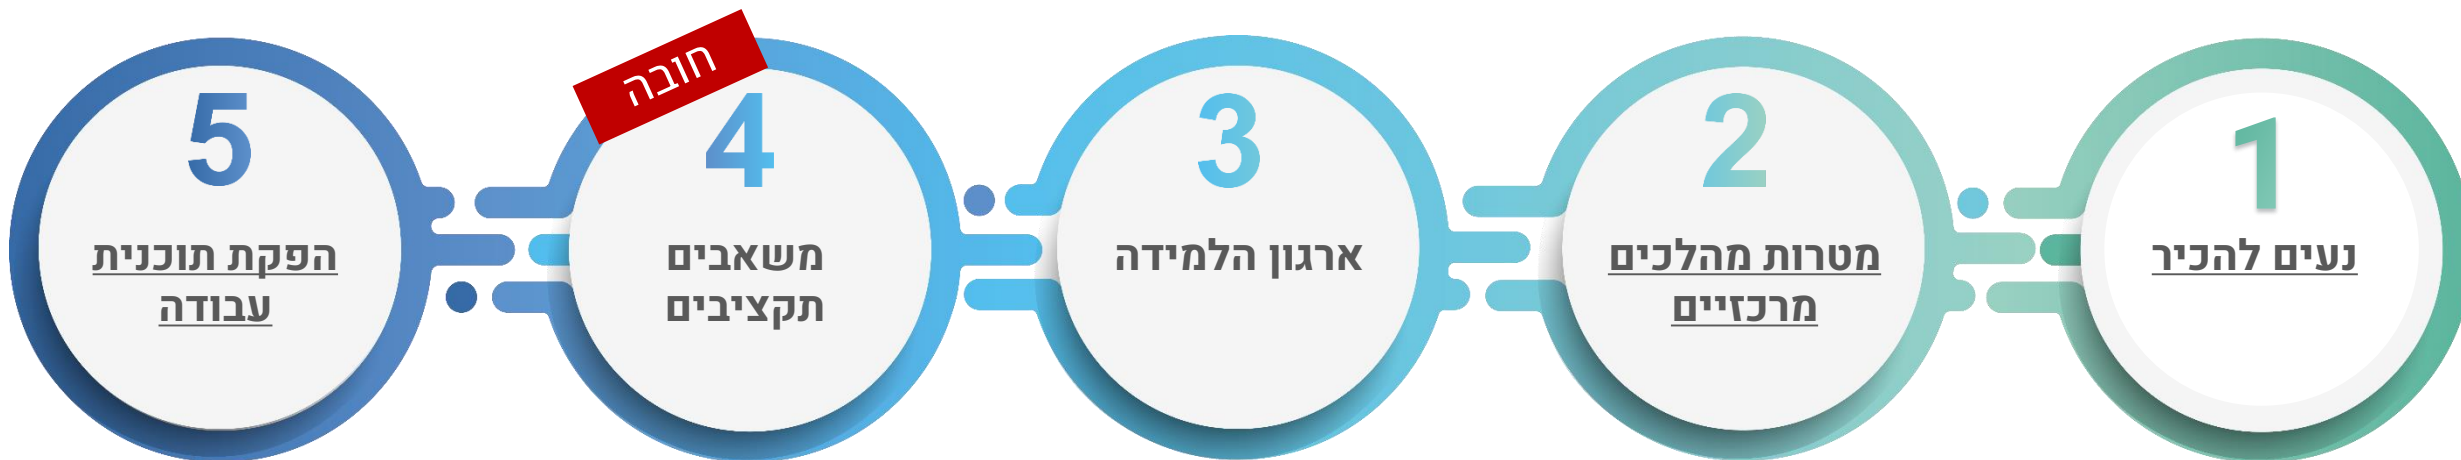 1
נעים להכיר
2
מטרות מהלכים
מרכזיים
3
ארגון הלמידה
חובה
4
משאבים
תקציבים
5
הפקת תוכנית
עבודה